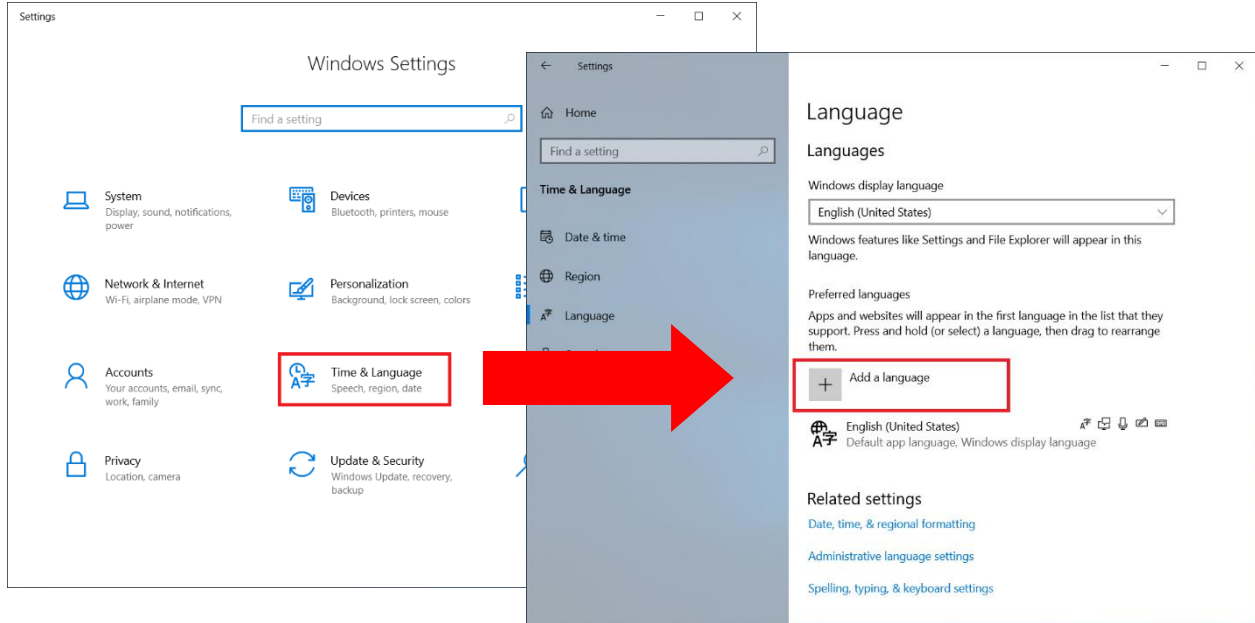 Settings
Windows Settings
Find a setting
System
Display, sound, notifications,
power
Devices
Bluetooth, printers, mouse
Network & Internet
Wi-Fi, airplane mode, VPN
Personalization
Background, lock screen, colors
Accounts
Your accounts, email, sync,
work, family
Time & Language
Speech, region, date
Privacy
Location, camera
Update & Security
Windows Update, recovery,
backup
Settings
Home
Find a setting
Time & Language
Date & time
Region
Language
Language
Languages
Windows display language
English (United States)
Windows features like Settings and File Explorer will appear in this
language.
Preferred languages
Apps and websites will appear in the first language in the list that they
support. Press and hold (or select) a language, then drag to rearrange
them.
Add a language
English (United States)
Default app language, Windows display language
Related settings
Date, time, & regional formatting
Administrative language settings
Spelling, typing, & keyboard settings